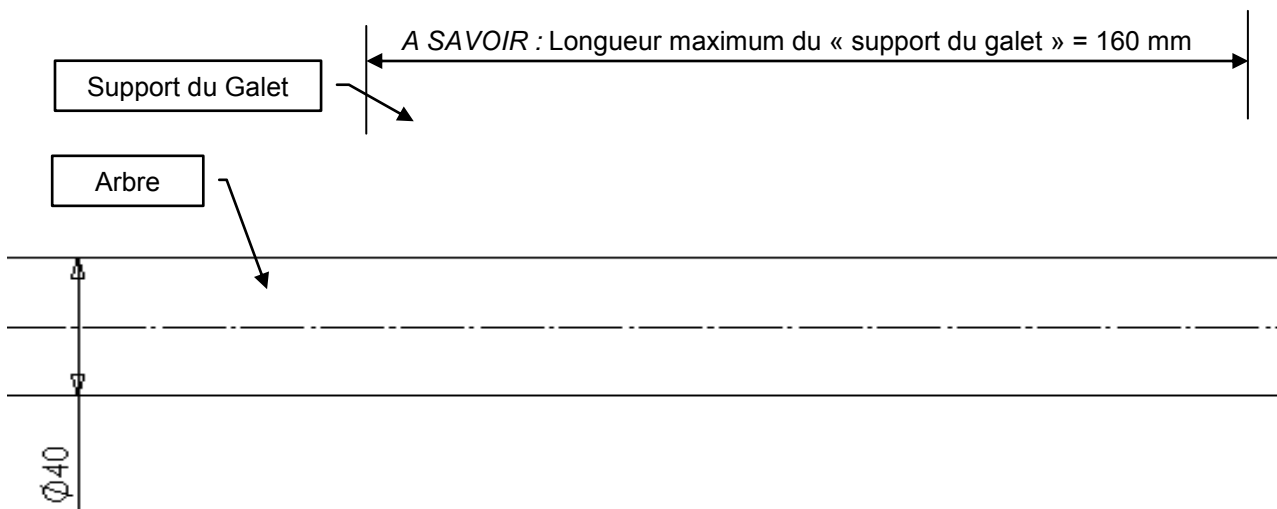 A SAVOIR : Longueur maximum du « support du galet » = 160 mm
Support du Galet
Arbre
Ø40